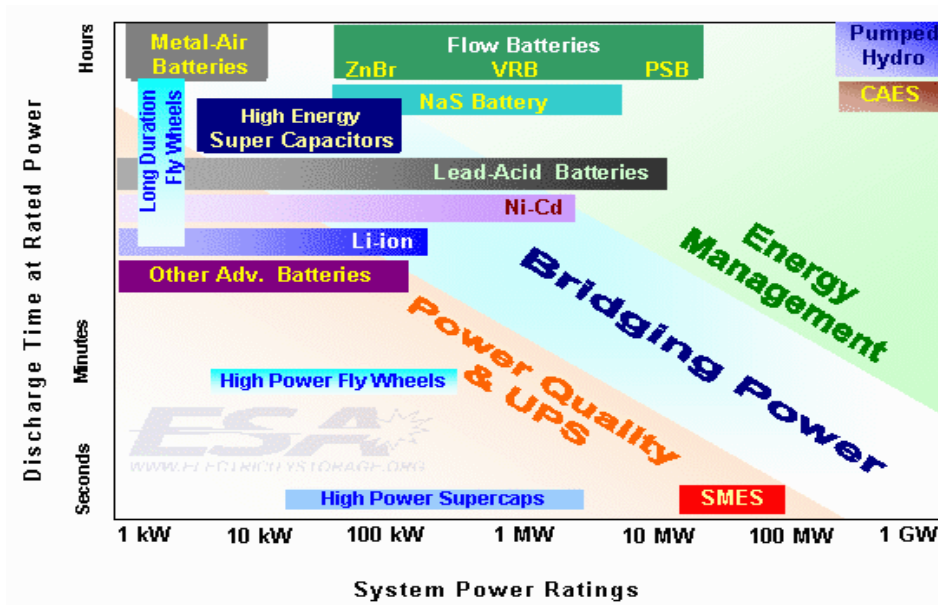 Hours
Minutes
Seconds
Discharge Time at Rated Power
Metal-Air
Batteries
Flow Batteries
ZnBr VRB PSB
Pumped
Hydro
CAES
NaS Battery
Long Duration
Fly Wheels
High Energy
Super Capacitors
Lead-Acid Batteries
Ni-Cd
Li-ion
Other Adv. Batteries
Energy
Management
Bridging Power
Power Quality
& UPS
High Power Fly Wheels
ESA
WWW.ELECTRICITYSTORAGE.ORG
High Power Supercaps
SMES
1 kW 10 kW 100 kW 1 MW 10 MW 100 MW 1 GW
System Power Ratings